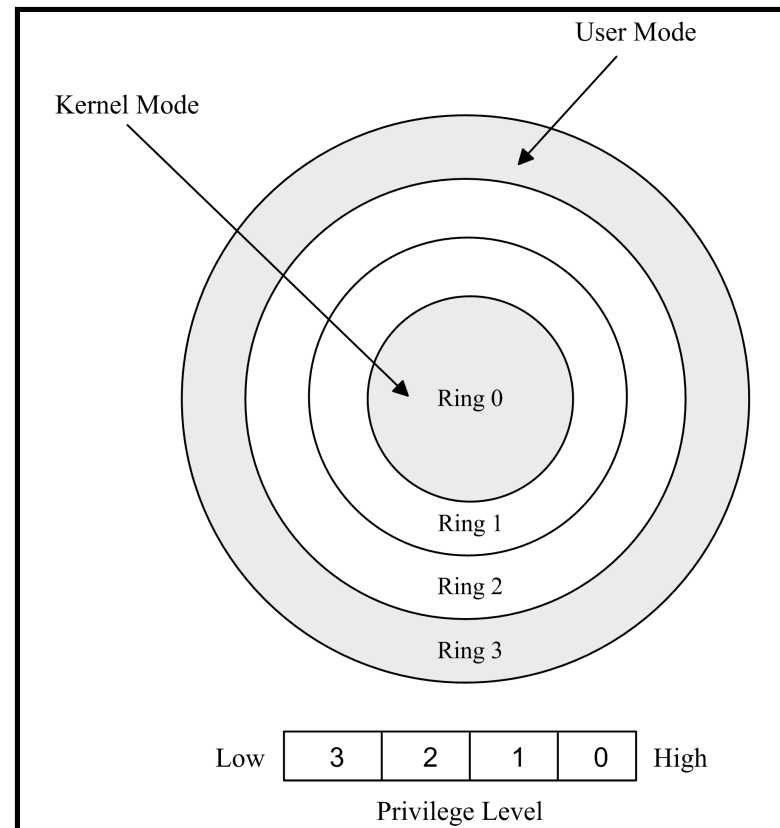 User Mode
Kernel Mode
Ring 0
Ring 1
Ring 2
Ring 3
Low 3 2 1 0 High
Privilege Level